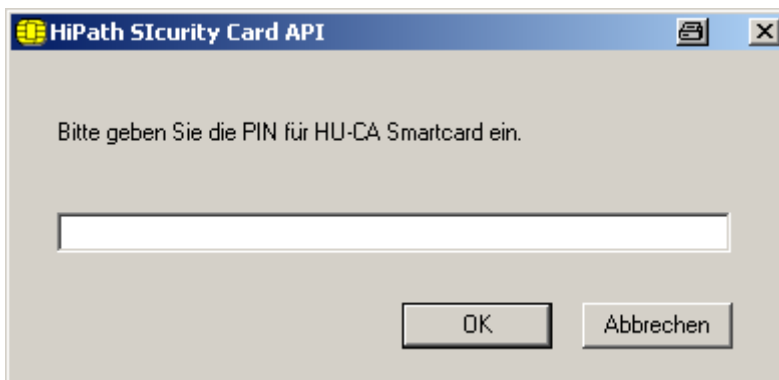 HiPath SIcurity Card API
Bitte geben Sie die PIN für HU-CA Smartcard ein.
OK
Abbrechen